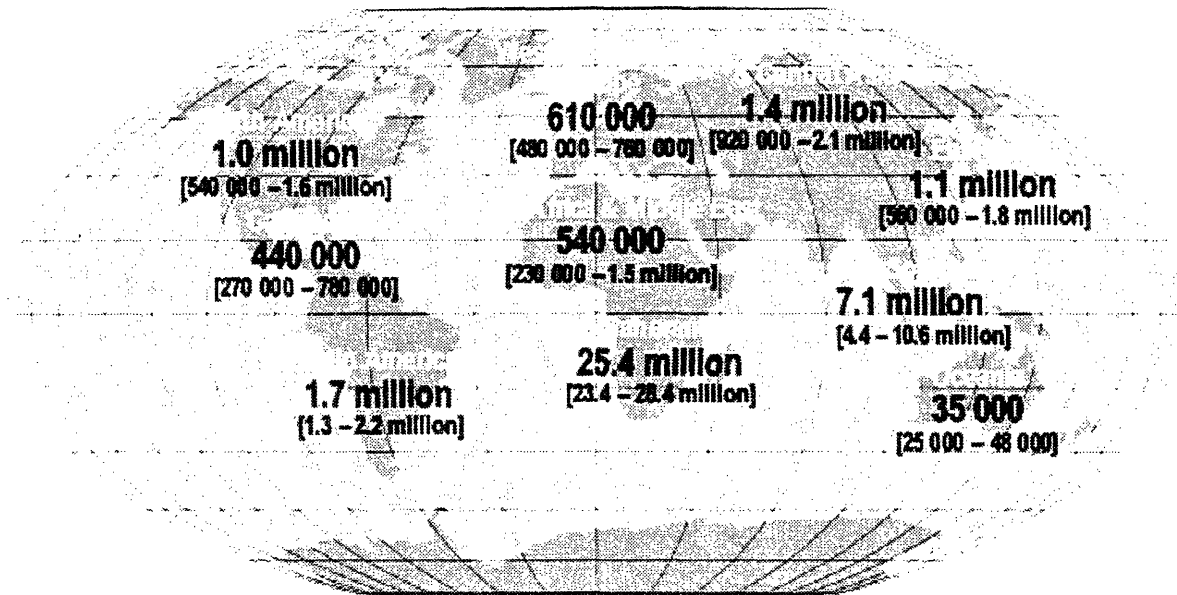 610 000
[480 000 – 760 000]
1.4 million
[920 000 – 2.1 million]
1.0 million
[540 000 – 1.6 million]
1.1 million
[560 000 – 1.8 million]
440 000
[270 000 – 780 000]
540 000
[230 000 – 1.5 million]
7.1 million
[4.4 – 10.6 million]
25.4 million
[23.4 – 28.4 million]
1.7 million
[1.3 – 2.2 million]
35 000
[25 000 – 48 000]